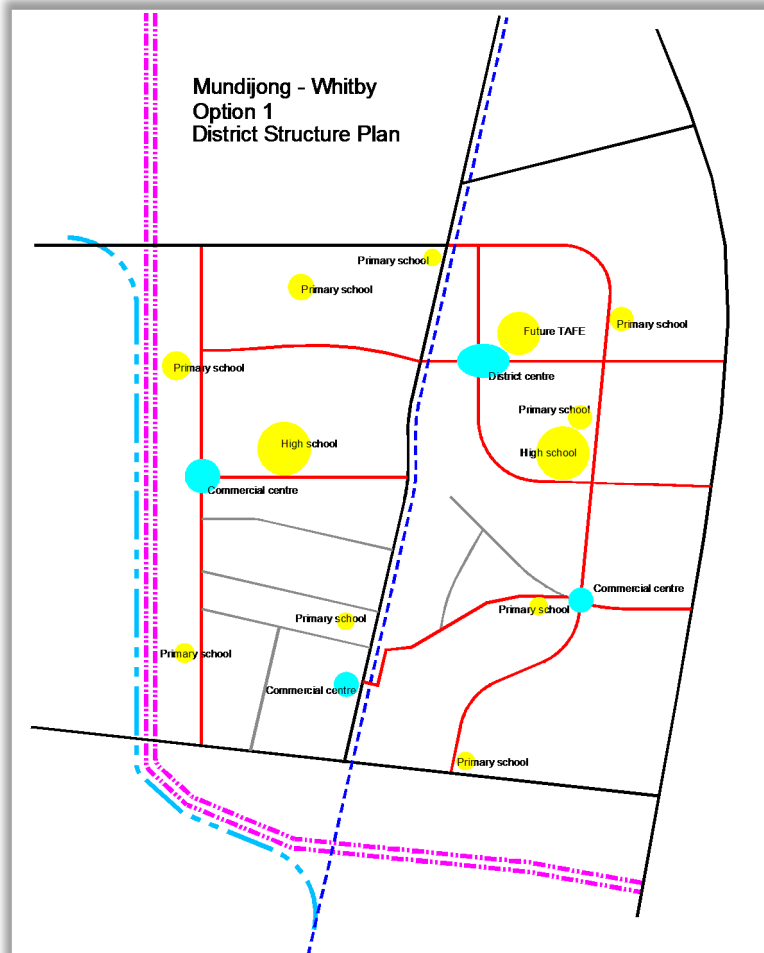 Mundijong - Whitby
Option 1
District Structure Plan
Primary school
Primary school
Future TAFE
Primary school
Primary school
District centre
Primary school
High school
High school
Commercial centre
Commercial centre
Primary school
Primary school
Primary school
Commercial centre
Primary school